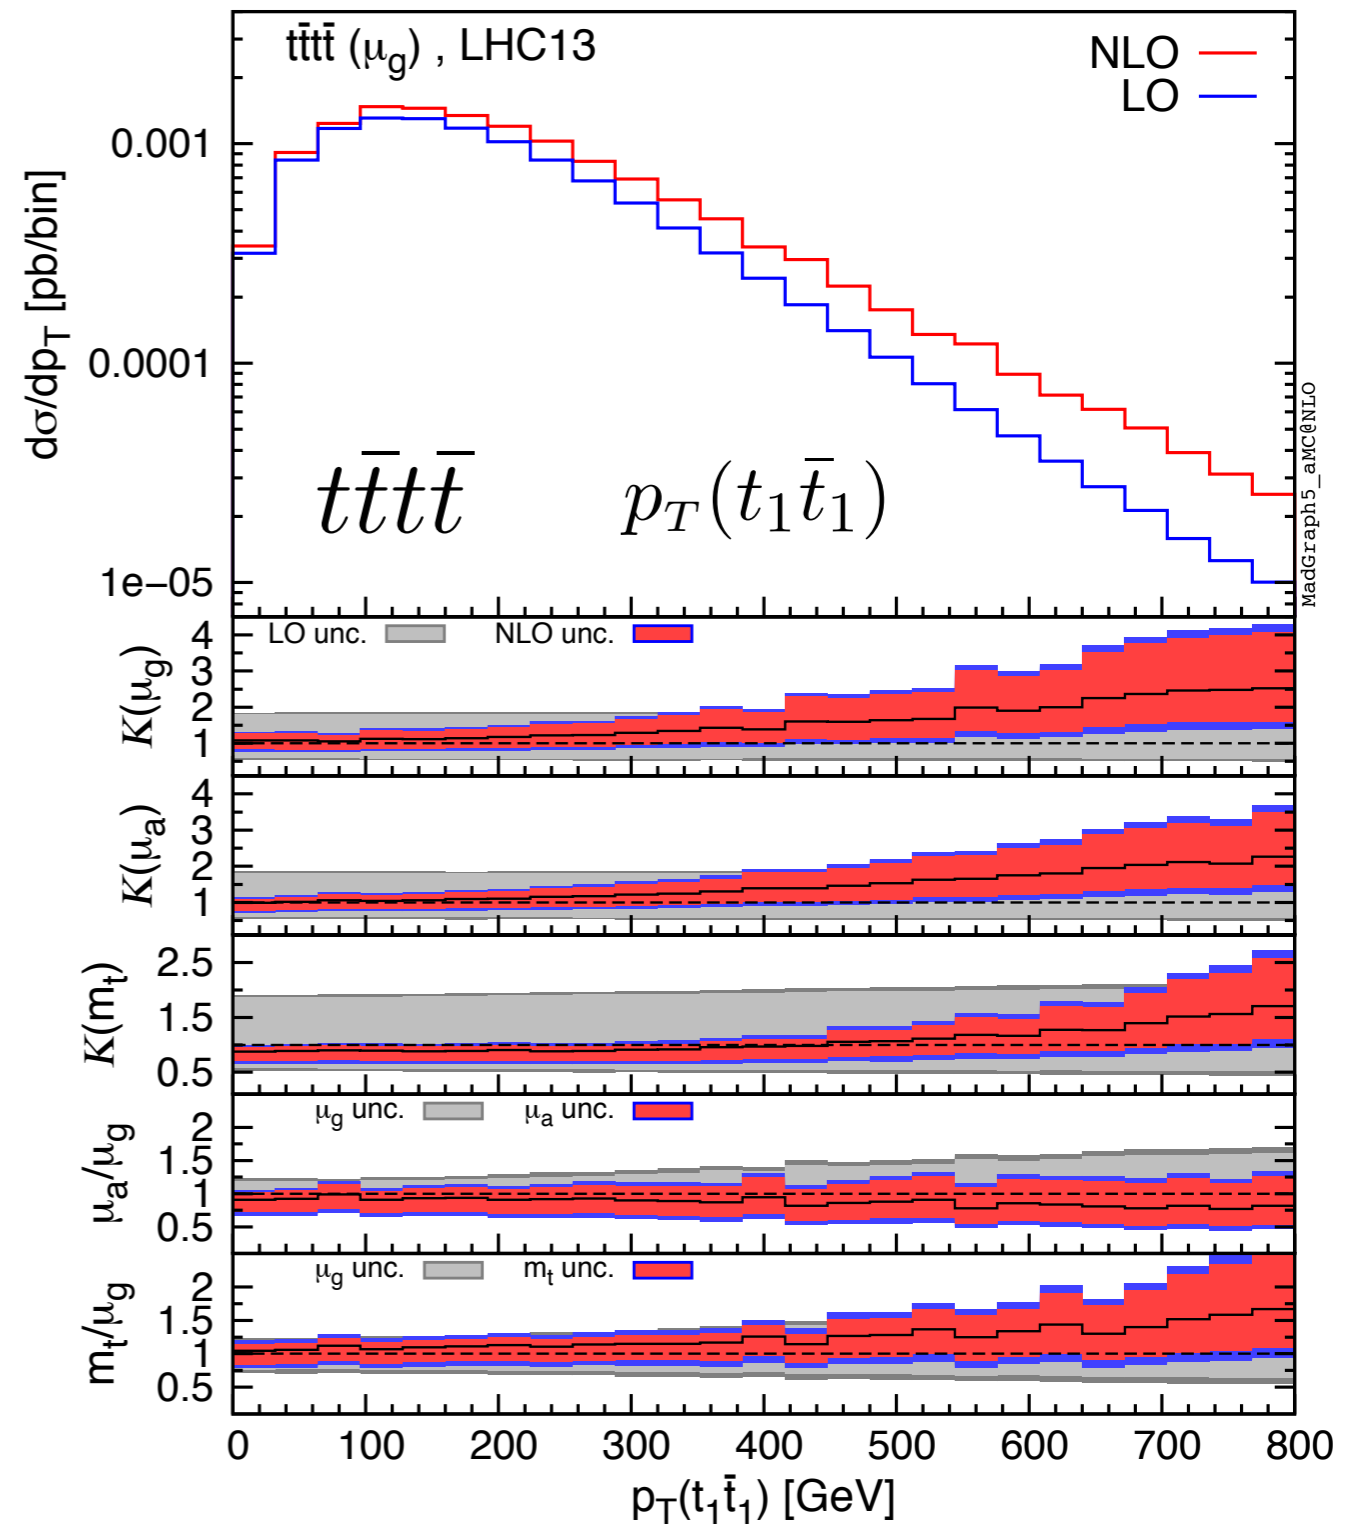 tt̄tt̄ (μg) , LHC13
NLO
LO
dσ/dpT [pb/bin]
0.001
0.0001
1e−05
tt̄tt̄ pT(t1t̄1)
MadGraph5_aMC@NLO
LO unc. NLO unc.
K(μg)
4
3
2
1
K(μa)
4
3
2
1
K(mt)
2.5
1.5
0.5
μg unc. μa unc.
μa/μg
2
1.5
1
0.5
μg unc. mt unc.
mt/μg
2
1.5
1
0.5
0 100 200 300 400 500 600 700 800
pT(t1t̄1) [GeV]